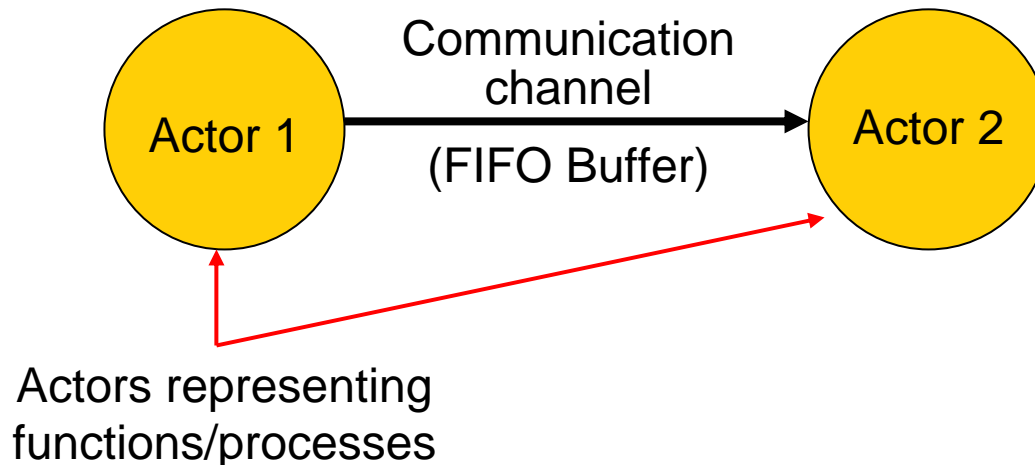 Communication
channel
Actor 1
Actor 2
(FIFO Buffer)
Actors representing
functions/processes